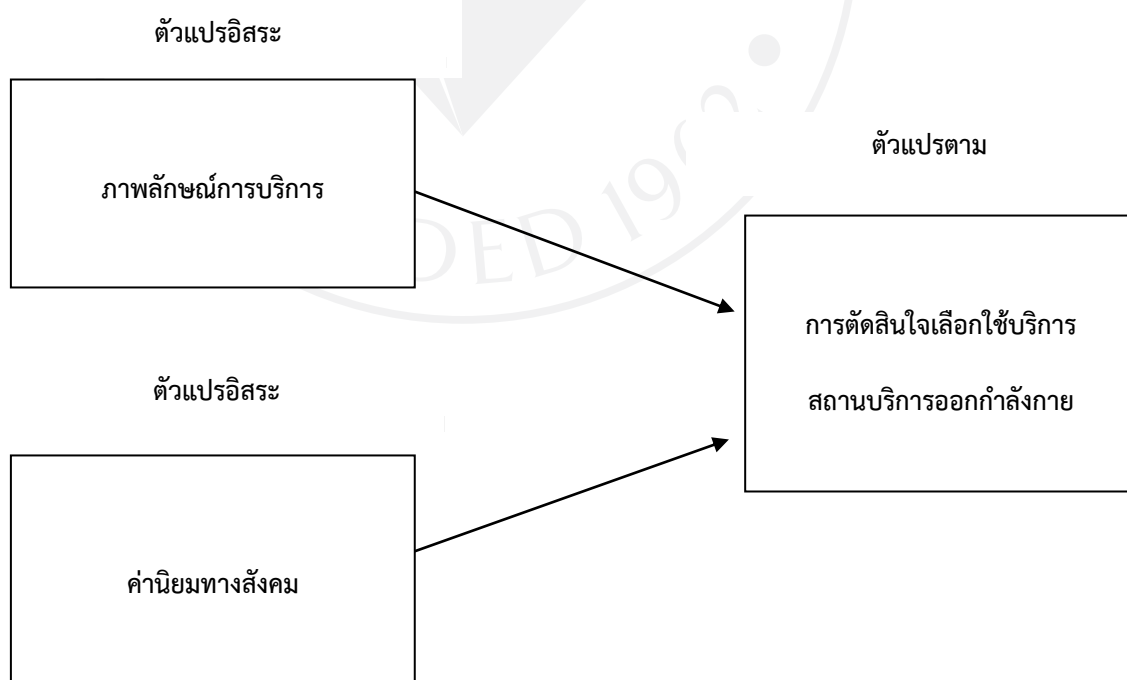 ตัวแปรอิสระ
ภาพลักษณ์การบริการ
ตัวแปรตาม
การตัดสินใจเลือกใช้บริการ
สถานบริการออกกำลังกาย
ตัวแปรอิสระ
ค่านิยมทางสังคม